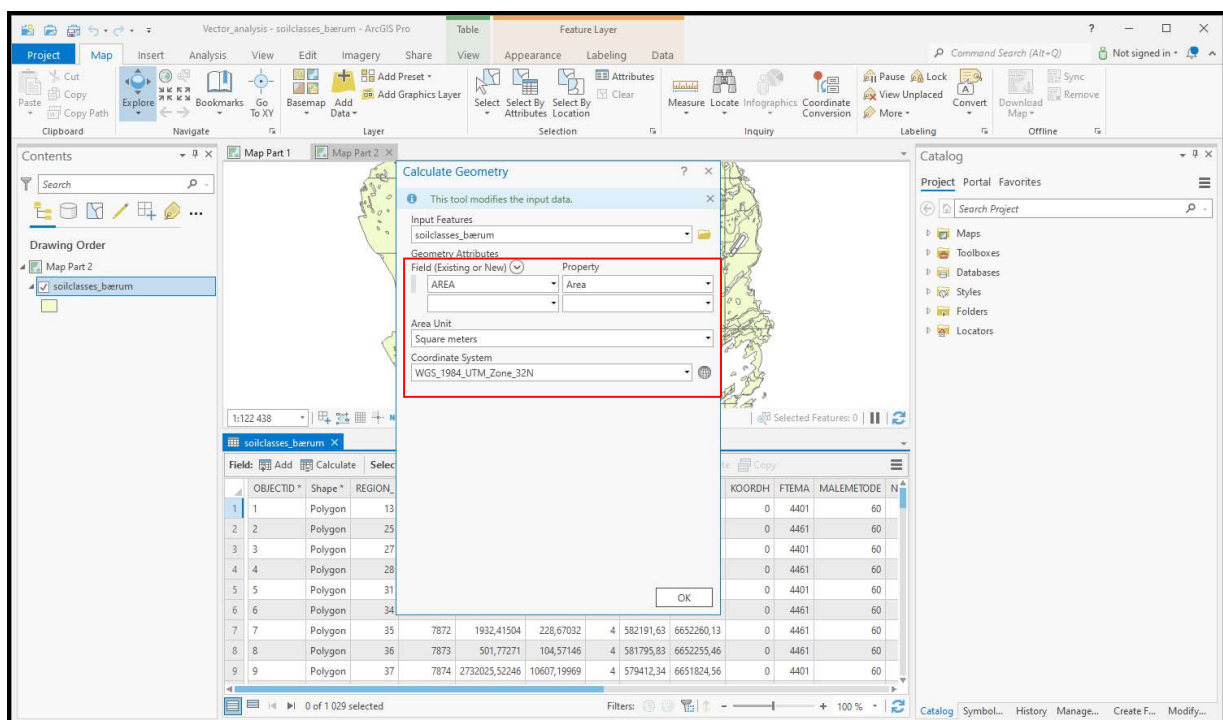 Vector_analysis - soilclasses_bærum - ArcGIS Pro
Table
Feature Layer
?
Project Map Insert Analysis View Edit Imagery Share View Appearance Labeling Data
Command Search (Alt+Q)
Not signed in
Cut
Copy
Copy Path
Paste
Clipboard
Explore
Bookmarks
Go To XY
Navigate
Basemap
Add Data
Add Preset
Add Graphics Layer
Layer
Select
Select By Attributes
Select By Location
Attributes
Clear
Selection
Measure
Locate
Infographics
Coordinate Conversion
Inquiry
Pause
Lock
View Unplaced
More
Convert
Labeling
Download Map
Sync
Remove
Offline
Contents
Search
Drawing Order
Map Part 2
soilclasses_bærum
Map Part 1
Map Part 2
Calculate Geometry
?
This tool modifies the input data.
Input Features
soilclasses_bærum
Geometry Attributes
Field (Existing or New) Property
AREA Area
Area Unit
Square meters
Coordinate System
WGS_1984_UTM_Zone_32N
OK
1:122 438
Selected Features: 0
soilclasses_bærum
Field: Add Calculate Selec
Copy
OBJECTID * Shape * REGION_ KOORDH FTEMA MALEMETODE N
1 1 Polygon 13 0 4401 60
2 2 Polygon 25 0 4461 60
3 3 Polygon 27 0 4401 60
4 4 Polygon 28 0 4461 60
5 5 Polygon 31 0 4401 60
6 6 Polygon 34 0 4461 60
7 7 Polygon 35 7872 1932,41504 228,67032 4 582191,63 6652260,13 0 4461 60
8 8 Polygon 36 7873 501,77271 104,57146 4 581795,83 6652255,46 0 4461 60
9 9 Polygon 37 7874 2732025,52246 10607,19969 4 579412,34 6651824,56 0 4401 60
0 of 1 029 selected
Filters:
100 %
Catalog
Project Portal Favorites
Search Project
Maps
Toolboxes
Databases
Styles
Folders
Locators
Catalog Symbol... History Manage... Create F... Modify...